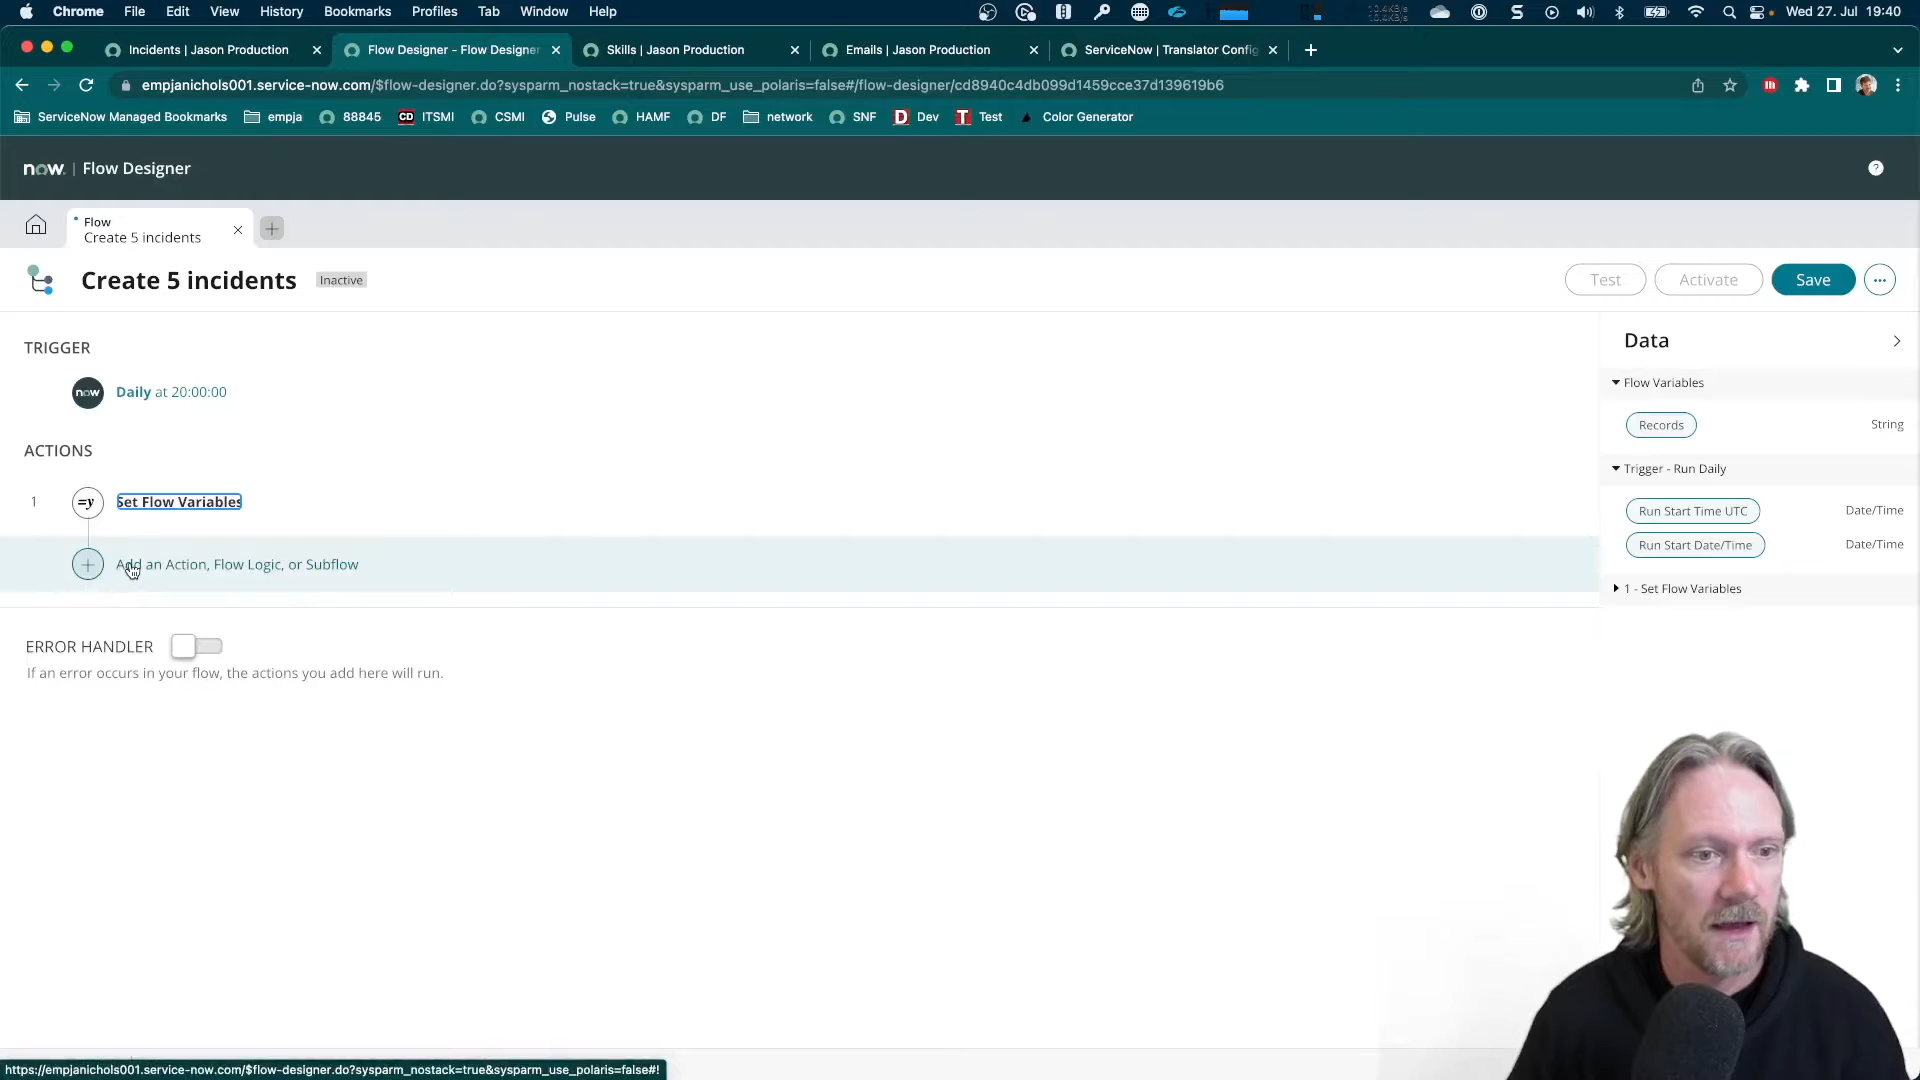 Chrome File Edit View History Bookmarks Profiles Tab Window Help
Wed 27. Jul 19:40
Incidents | Jason Production
Flow Designer - Flow Designer
Skills | Jason Production
Emails | Jason Production
ServiceNow | Translator Config
empjanichols001.service-now.com/$flow-designer.do?sysparm_nostack=true&sysparm_use_polaris=false#/flow-designer/cd8940c4db099d1459cce37d139619b6
ServiceNow Managed Bookmarks empja 88845 CD ITSMI CSMI Pulse HAMF DF network SNF D Dev T Test Color Generator
now. | Flow Designer
?
Flow
Create 5 incidents
Create 5 incidents Inactive
Test Activate Save ...
TRIGGER
now Daily at 20:00:00
ACTIONS
1 =y Set Flow Variables
+ Add an Action, Flow Logic, or Subflow
ERROR HANDLER
If an error occurs in your flow, the actions you add here will run.
Data
Flow Variables
Records String
Trigger - Run Daily
Run Start Time UTC Date/Time
Run Start Date/Time Date/Time
1 - Set Flow Variables
https://empjanichols001.service-now.com/$flow-designer.do?sysparm_nostack=true&sysparm_use_polaris=false#!